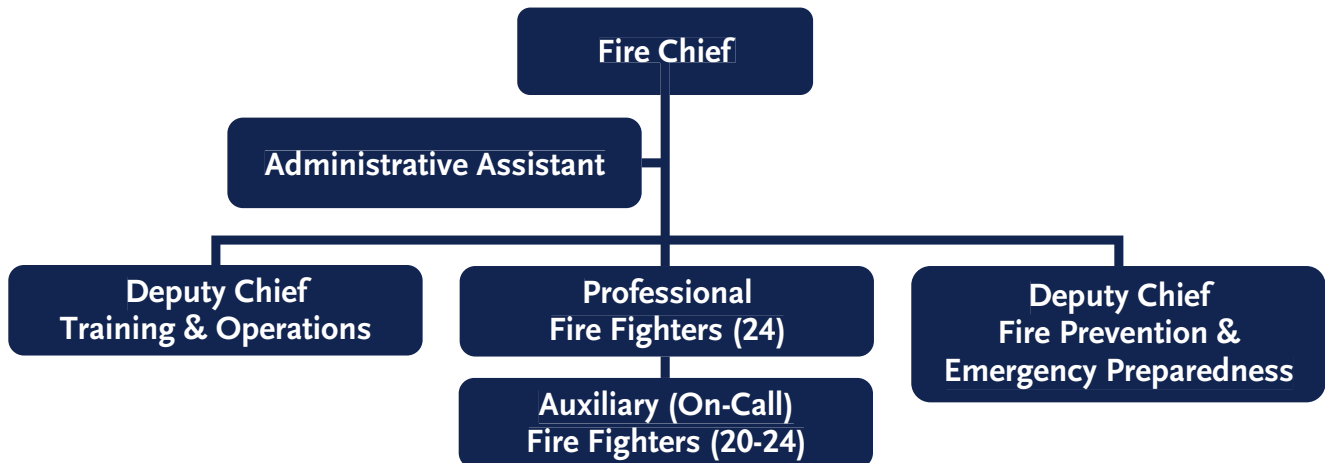 Fire Chief
Administrative Assistant
Deputy Chief
Training & Operations
Professional
Fire Fighters (24)
Deputy Chief
Fire Prevention &
Emergency Preparedness
Auxiliary (On-Call)
Fire Fighters (20-24)